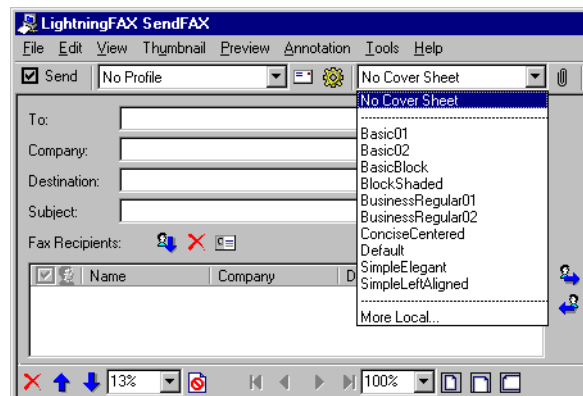 LightningFAX SendFAX
File Edit View Thumbnail Preview Annotation Tools Help
Send No Profile No Cover Sheet
No Cover Sheet
To:
Basic01
Company:
Basic02
BasicBlock
Destination:
BlockShaded
BusinessRegular01
Subject:
BusinessRegular02
ConciseCentered
Fax Recipients:
Default
SimpleElegant
Name Company D
SimpleLeftAligned
More Local...
13% 100%